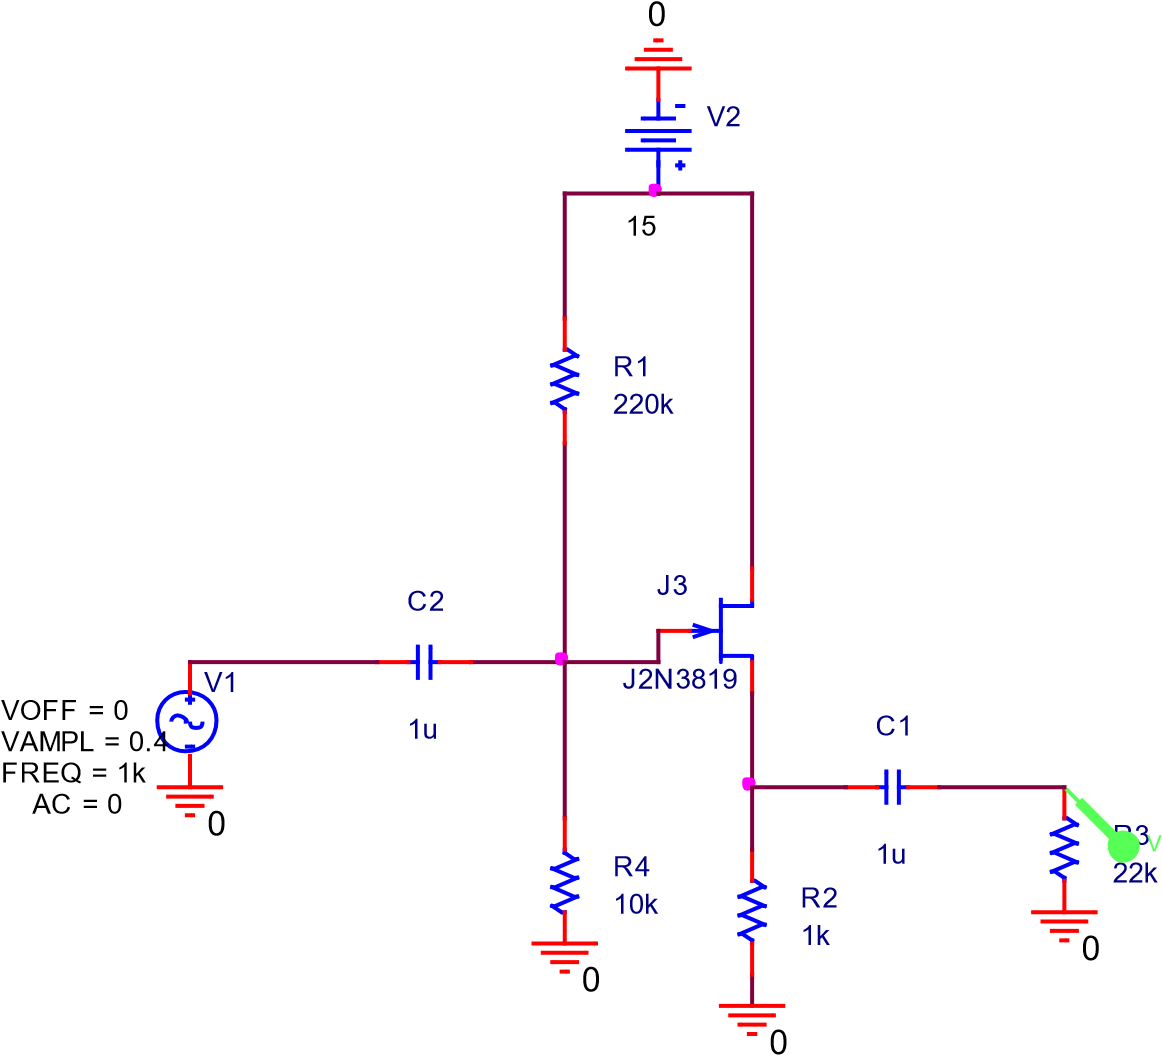 0
-
V2
+
15
R1
220k
J3
C2
J2N3819
V1
VOFF = 0
VAMPL = 0.4
FREQ = 1k
AC = 0
1u
C1
0
R3
V
1u
22k
R4
10k
R2
1k
0
0
0